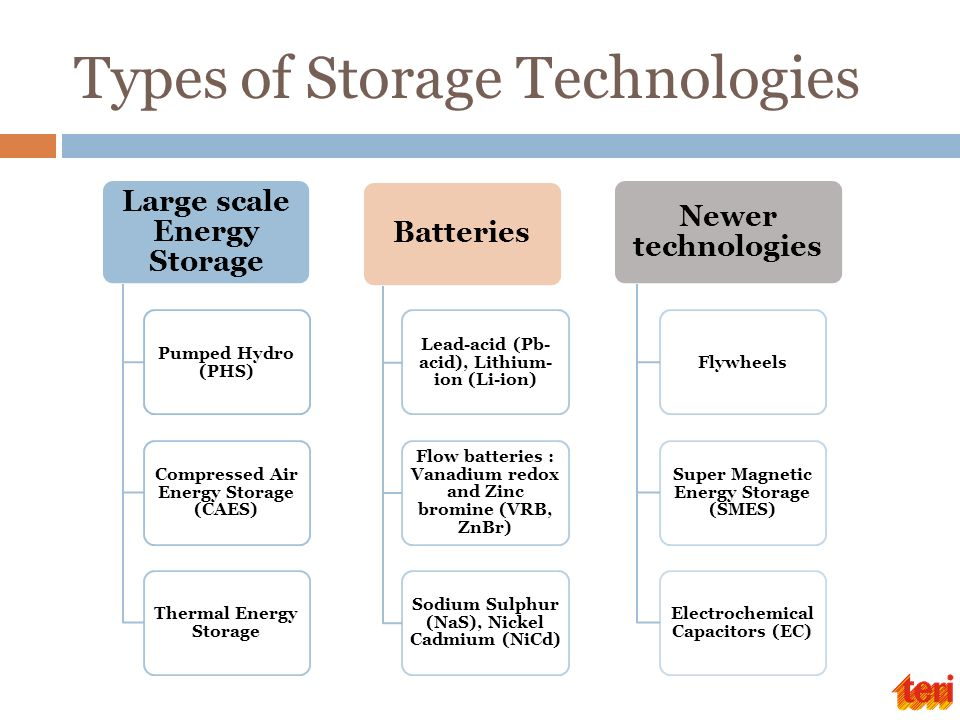 Types of Storage Technologies
Large scale
Energy
Storage
Pumped Hydro
(PHS)
Compressed Air
Energy Storage
(CAES)
Thermal Energy
Storage
Batteries
Lead-acid (Pb-
acid), Lithium-
ion (Li-ion)
Flow batteries :
Vanadium redox
and Zinc
bromine (VRB,
ZnBr)
Sodium Sulphur
(NaS), Nickel
Cadmium (NiCd)
Newer
technologies
Flywheels
Super Magnetic
Energy Storage
(SMES)
Electrochemical
Capacitors (EC)
teri